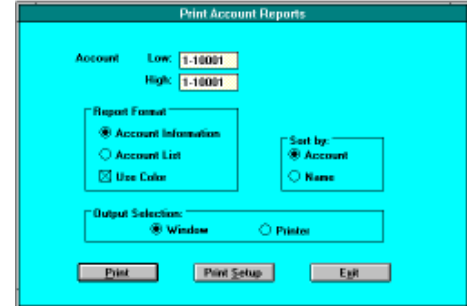 Print Account Reports
Account Low: 1-10001
High: 1-10001
Report Format
Account Information
Account List
Use Color
Sort by:
Account
Name
Output Selection:
Window Printer
Print Print Setup Exit